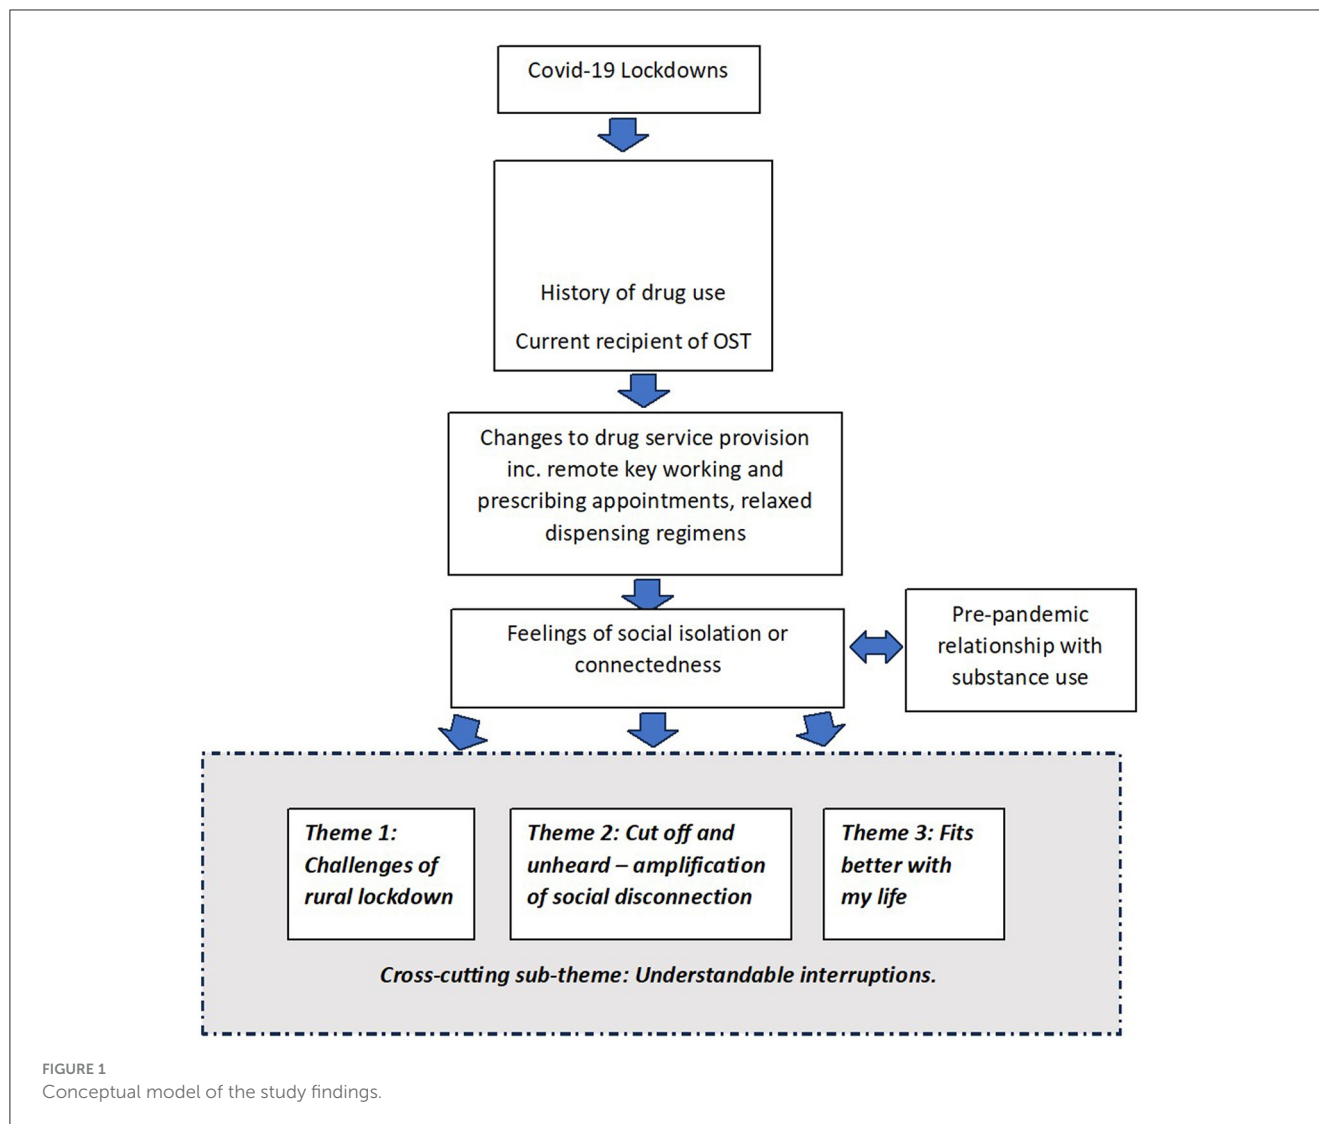 Covid-19 Lockdowns
History of drug use
Current recipient of OST
Changes to drug service provision
inc. remote key working and
prescribing appointments, relaxed
dispensing regimens
Feelings of social isolation or
connectedness
Pre-pandemic
relationship with
substance use
Theme 1:
Challenges of
rural lockdown
Theme 2: Cut off and
unheard – amplification
of social disconnection
Theme 3: Fits
better with
my life
Cross-cutting sub-theme: Understandable interruptions.
FIGURE 1
Conceptual model of the study findings.